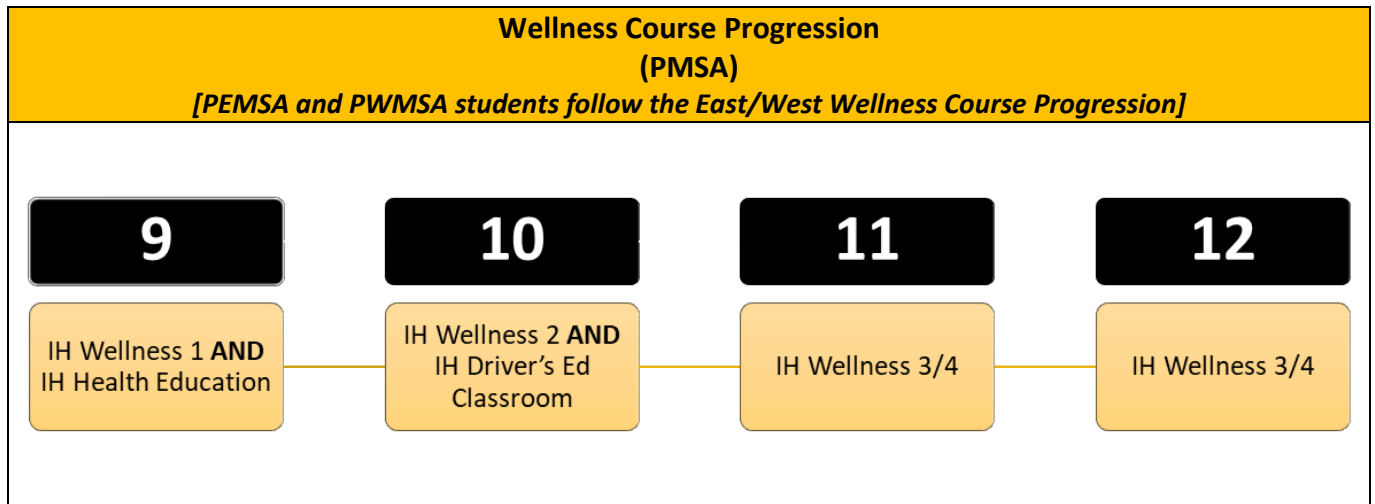 Wellness Course Progression
(PMSA)
[PEMSA and PWMSA students follow the East/West Wellness Course Progression]
9
10
11
12
IH Wellness 1 AND
IH Health Education
IH Wellness 2 AND
IH Driver’s Ed
Classroom
IH Wellness 3/4
IH Wellness 3/4